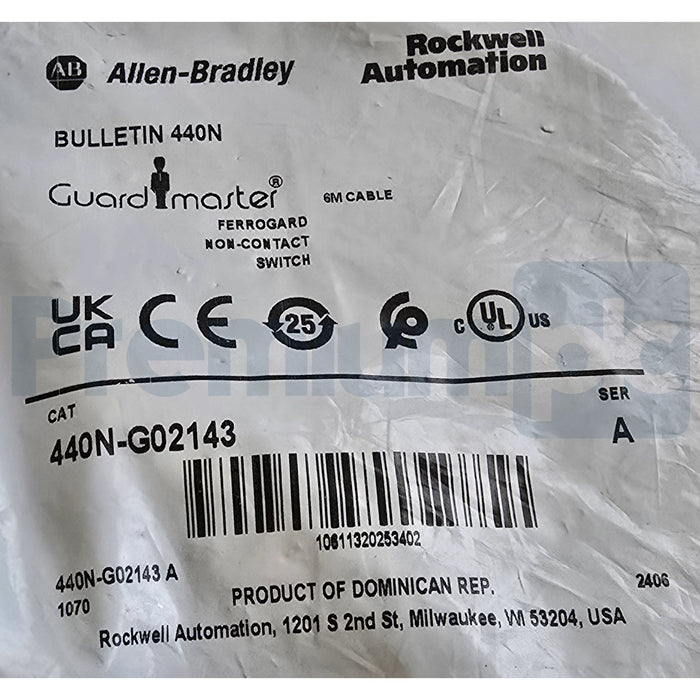 AB Allen-Bradley
Rockwell
Automation
BULLETIN 440N
Guardmaster® 6M CABLE
FERROGARD
NON-CONTACT
SWITCH
UK
CA CE 25 c UL US
Premiumplc
CAT SER
440N-G02143 A
10611320253402
440N-G02143 A
1070
PRODUCT OF DOMINICAN REP. 2406
Rockwell Automation, 1201 S 2nd St, Milwaukee, WI 53204, USA